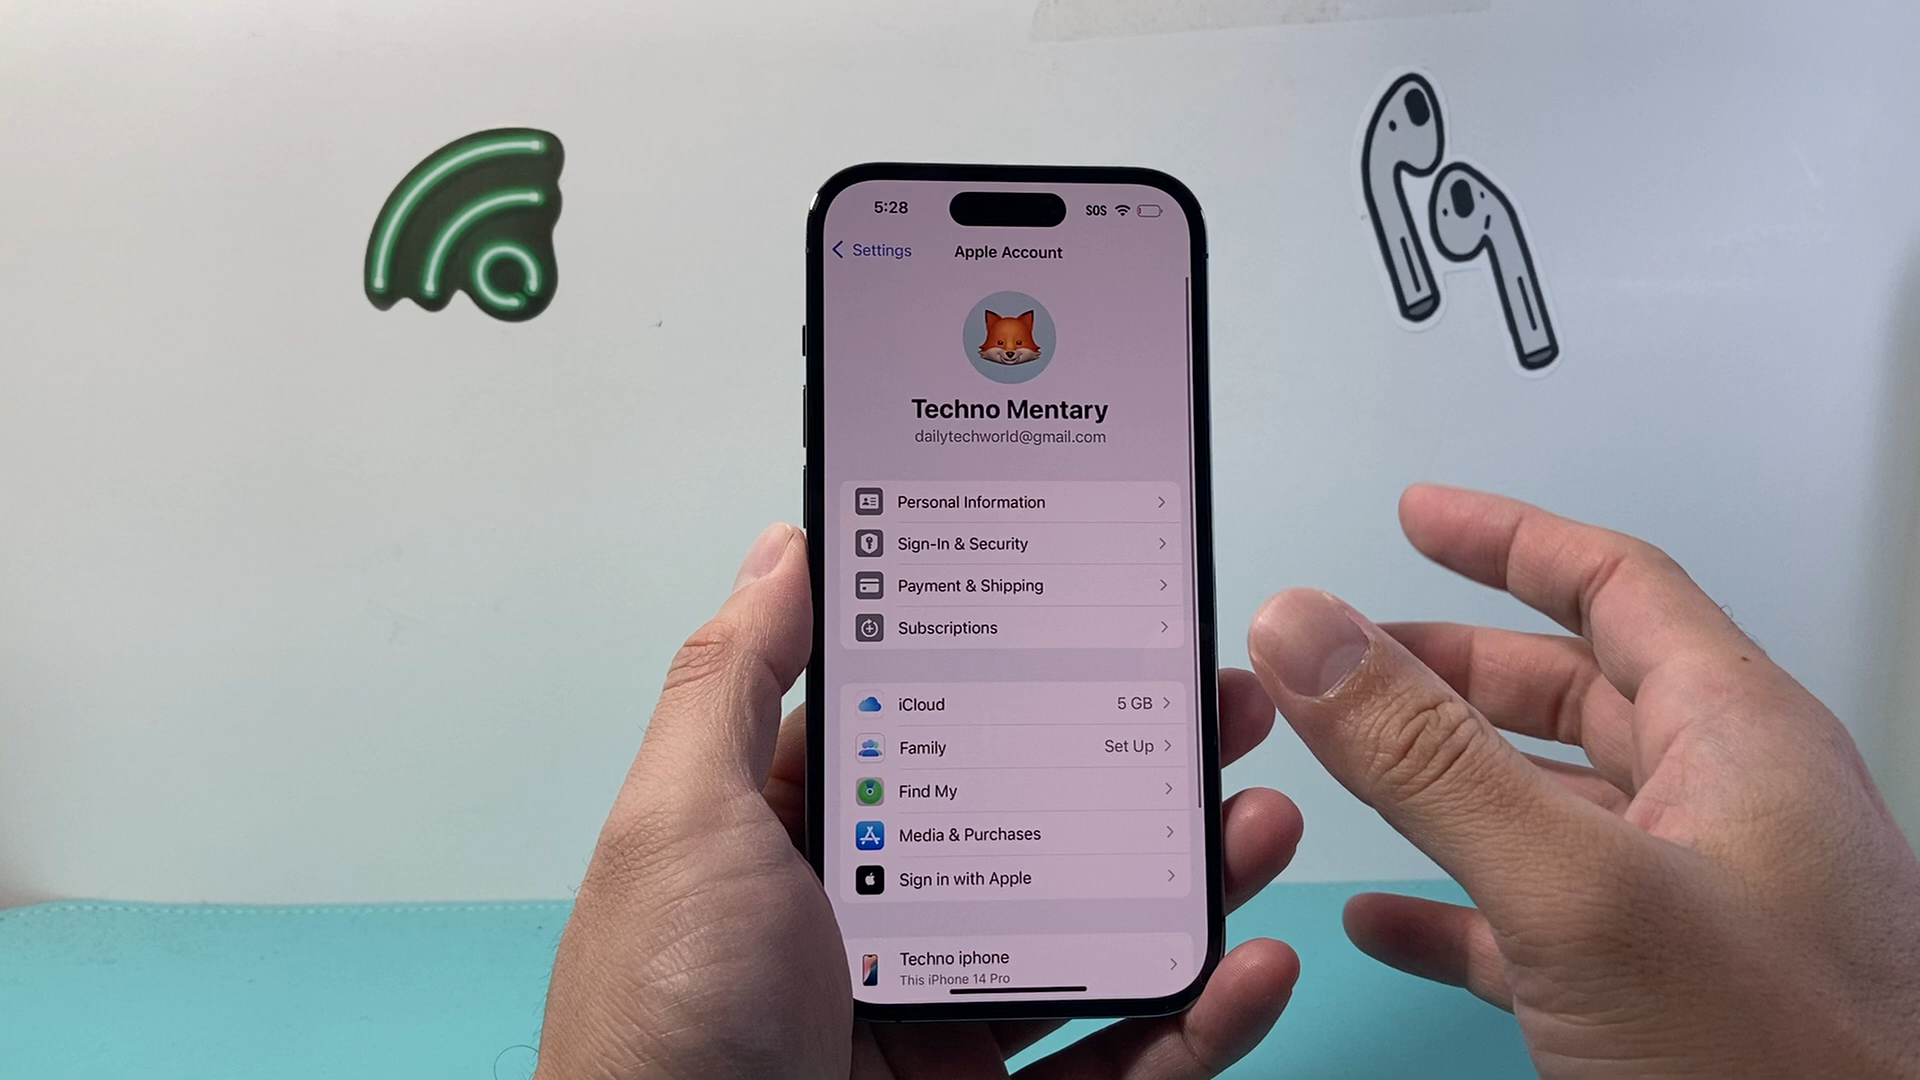 5:28
SOS
Settings
Apple Account
Techno Mentary
dailytechworld@gmail.com
Personal Information
Sign-In & Security
Payment & Shipping
Subscriptions
iCloud 5 GB
Family Set Up
Find My
Media & Purchases
Sign in with Apple
Techno iphone
This iPhone 14 Pro